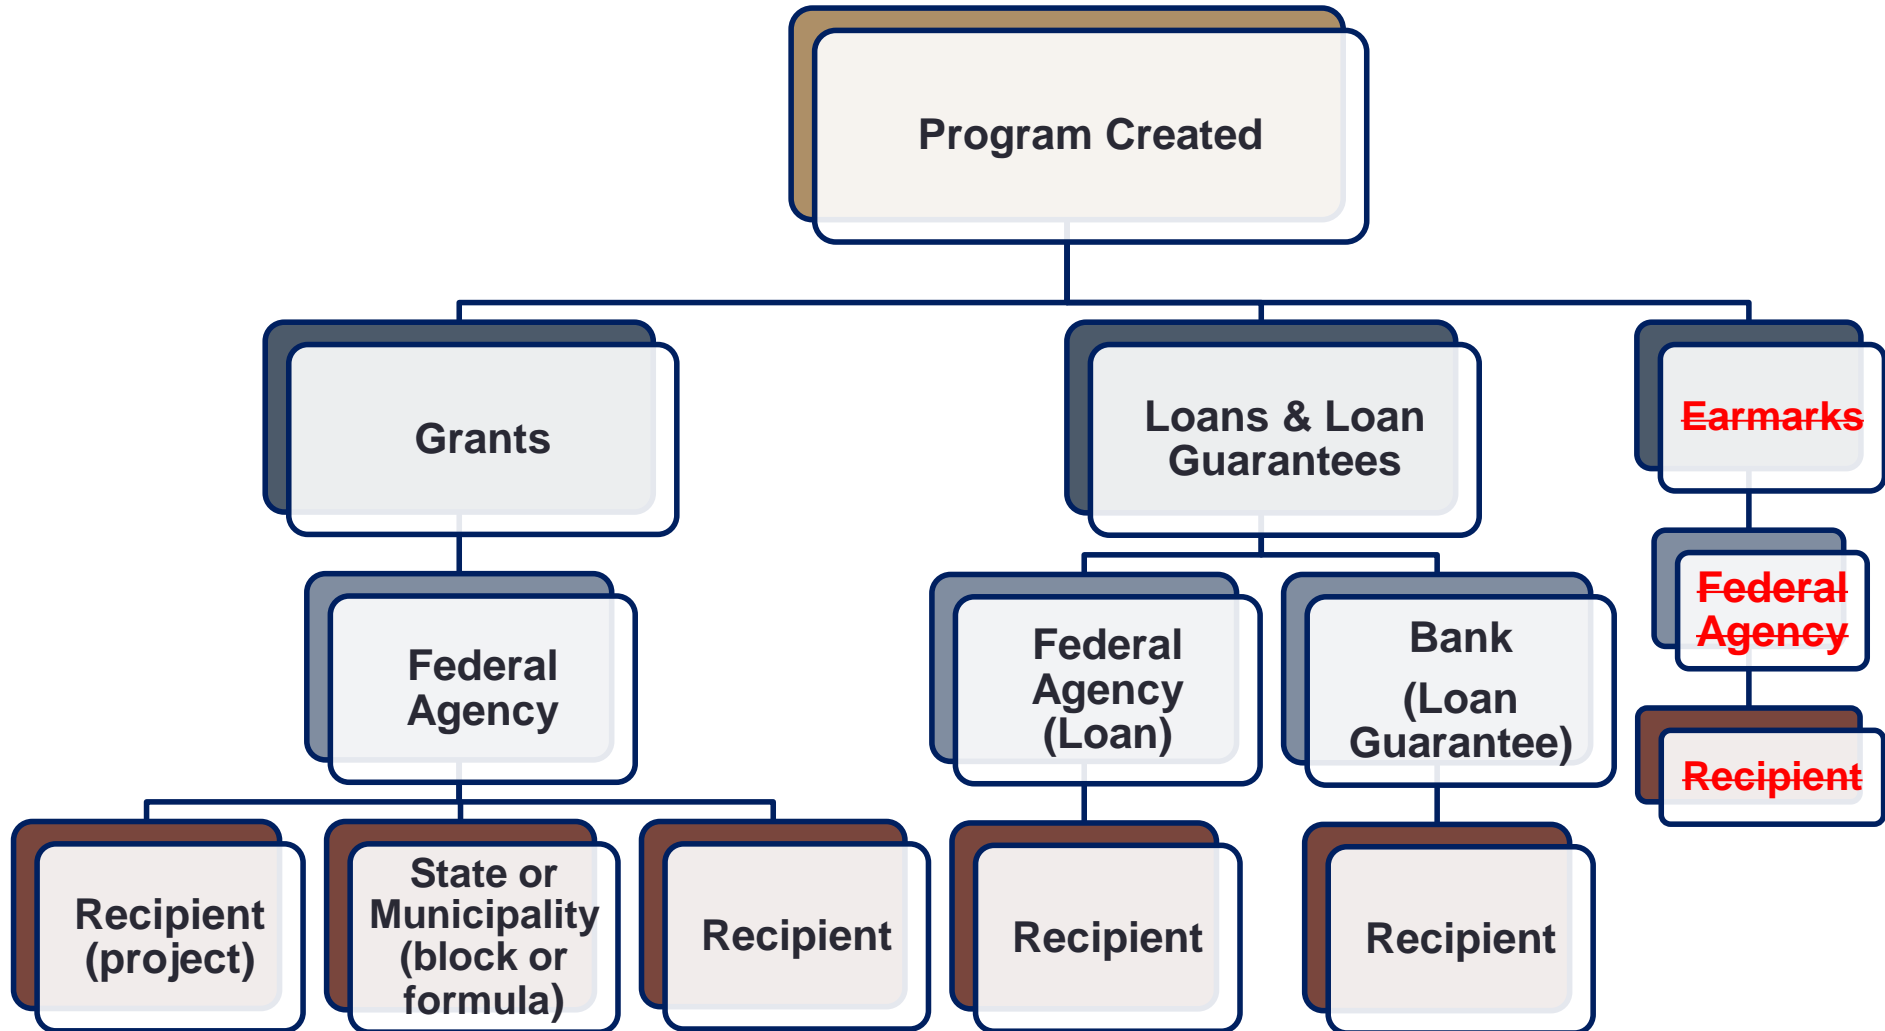 Program Created
Grants
Loans & Loan
Guarantees
Earmarks
Federal
Agency
Federal
Agency
(Loan)
Bank
(Loan
Guarantee)
Federal
Agency
Recipient
Recipient
(project)
State or
Municipality
(block or
formula)
Recipient
Recipient
Recipient